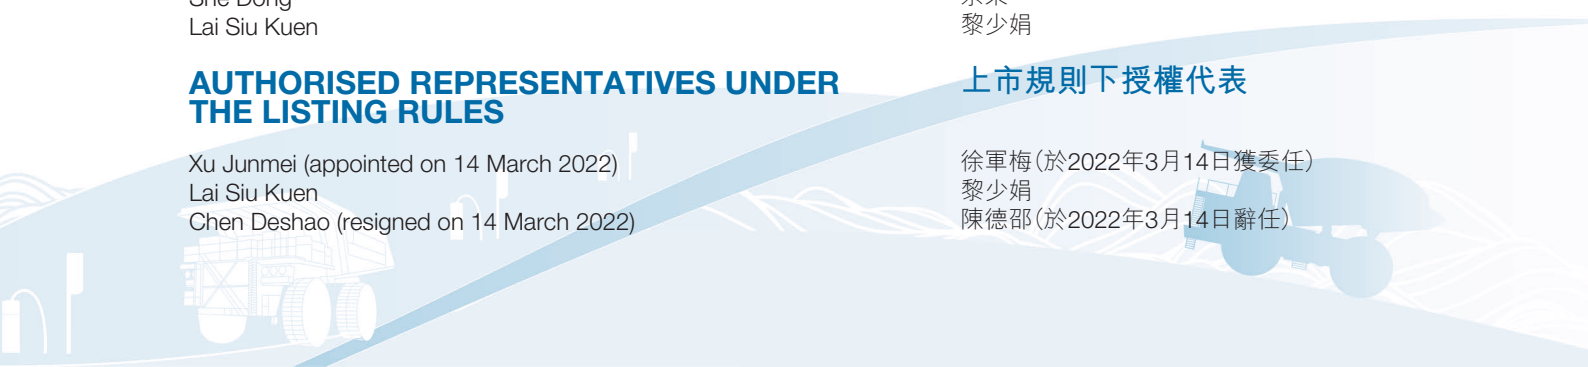 She Dong
Lai Siu Kuen
AUTHORISED REPRESENTATIVES UNDER
THE LISTING RULES
Xu Junmei (appointed on 14 March 2022)
Lai Siu Kuen
Chen Deshao (resigned on 14 March 2022)
黎少娟
上市規則下授權代表
徐軍梅(於2022年3月14日獲委任)
黎少娟
陳德邵(於2022年3月14日辭任)